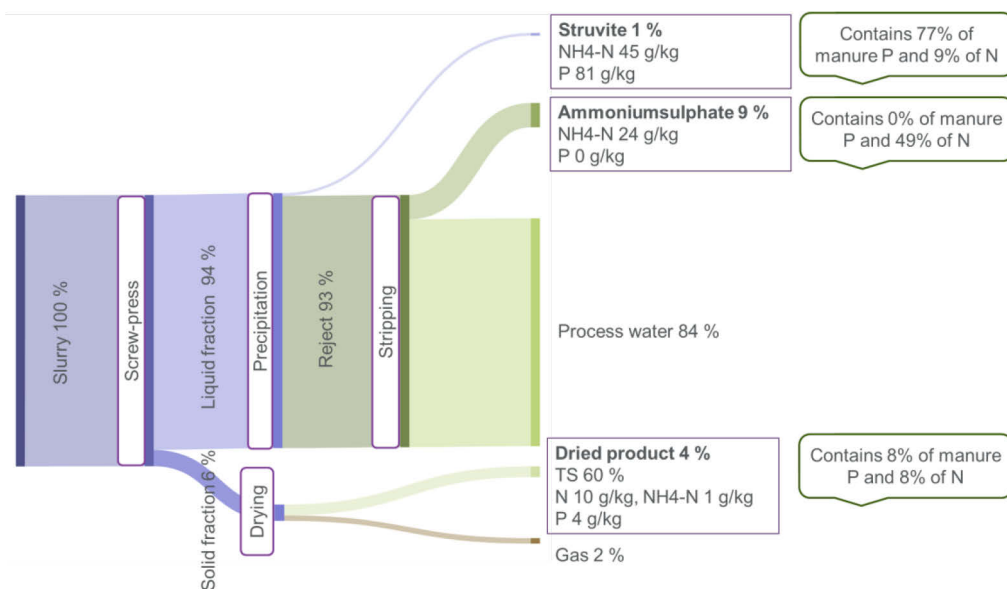 Struvite 1 %
NH4-N 45 g/kg
P 81 g/kg
Contains 77% of
manure P and 9% of N
Ammoniumsulphate 9 %
NH4-N 24 g/kg
P 0 g/kg
Contains 0% of manure
P and 49% of N
Slurry 100 %
Screw-press
Liquid fraction 94 %
Precipitation
Reject 93 %
Stripping
Process water 84 %
Solid fraction 6 %
Drying
Dried product 4 %
TS 60 %
N 10 g/kg, NH4-N 1 g/kg
P 4 g/kg
Contains 8% of manure
P and 8% of N
Gas 2 %